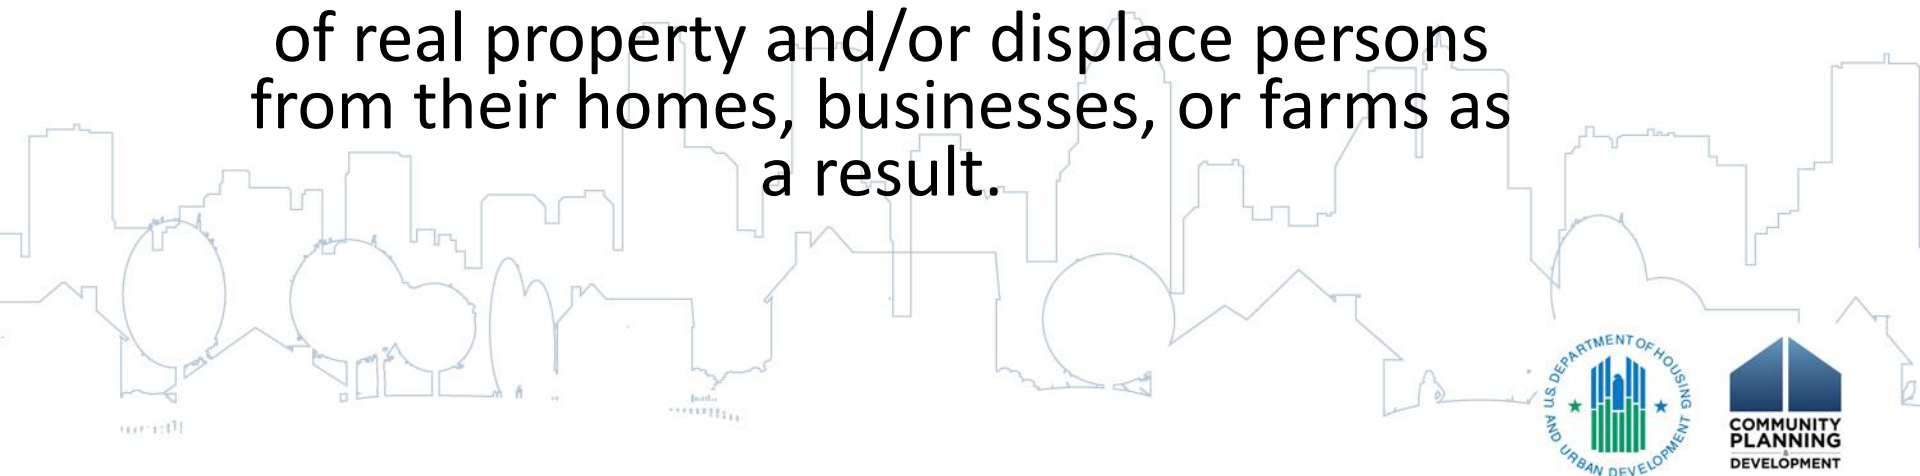 of real property and/or displace persons
from their homes, businesses, or farms as
a result.
U.S. DEPARTMENT OF HOUSING AND URBAN DEVELOPMENT
COMMUNITY
PLANNING
&
DEVELOPMENT